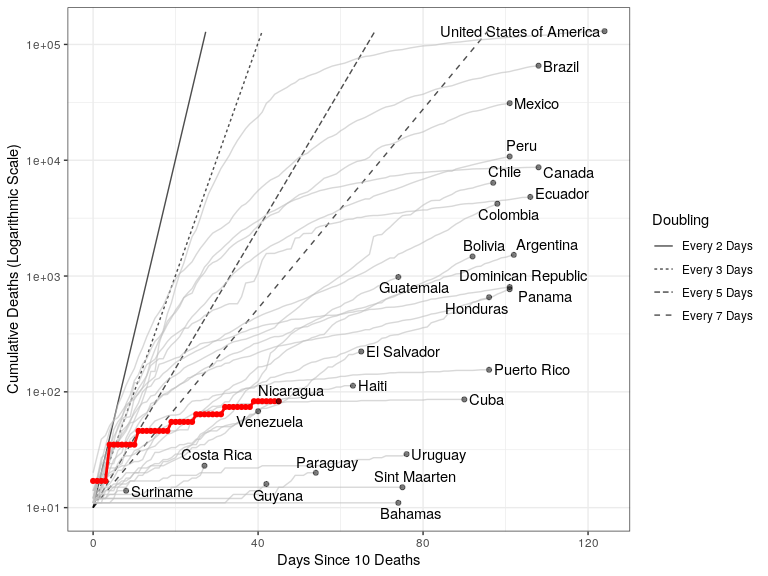 Cumulative Deaths (Logarithmic Scale)
1e+05
1e+04
1e+03
1e+02
1e+01
United States of America
Brazil
Mexico
Peru
Chile
Canada
Ecuador
Colombia
Bolivia
Argentina
Guatemala
Dominican Republic
Panama
Honduras
El Salvador
Puerto Rico
Haiti
Nicaragua
Cuba
Venezuela
Costa Rica
Paraguay
Uruguay
Sint Maarten
Suriname
Guyana
Bahamas
0
40
80
120
Days Since 10 Deaths
Doubling
Every 2 Days
Every 3 Days
Every 5 Days
Every 7 Days